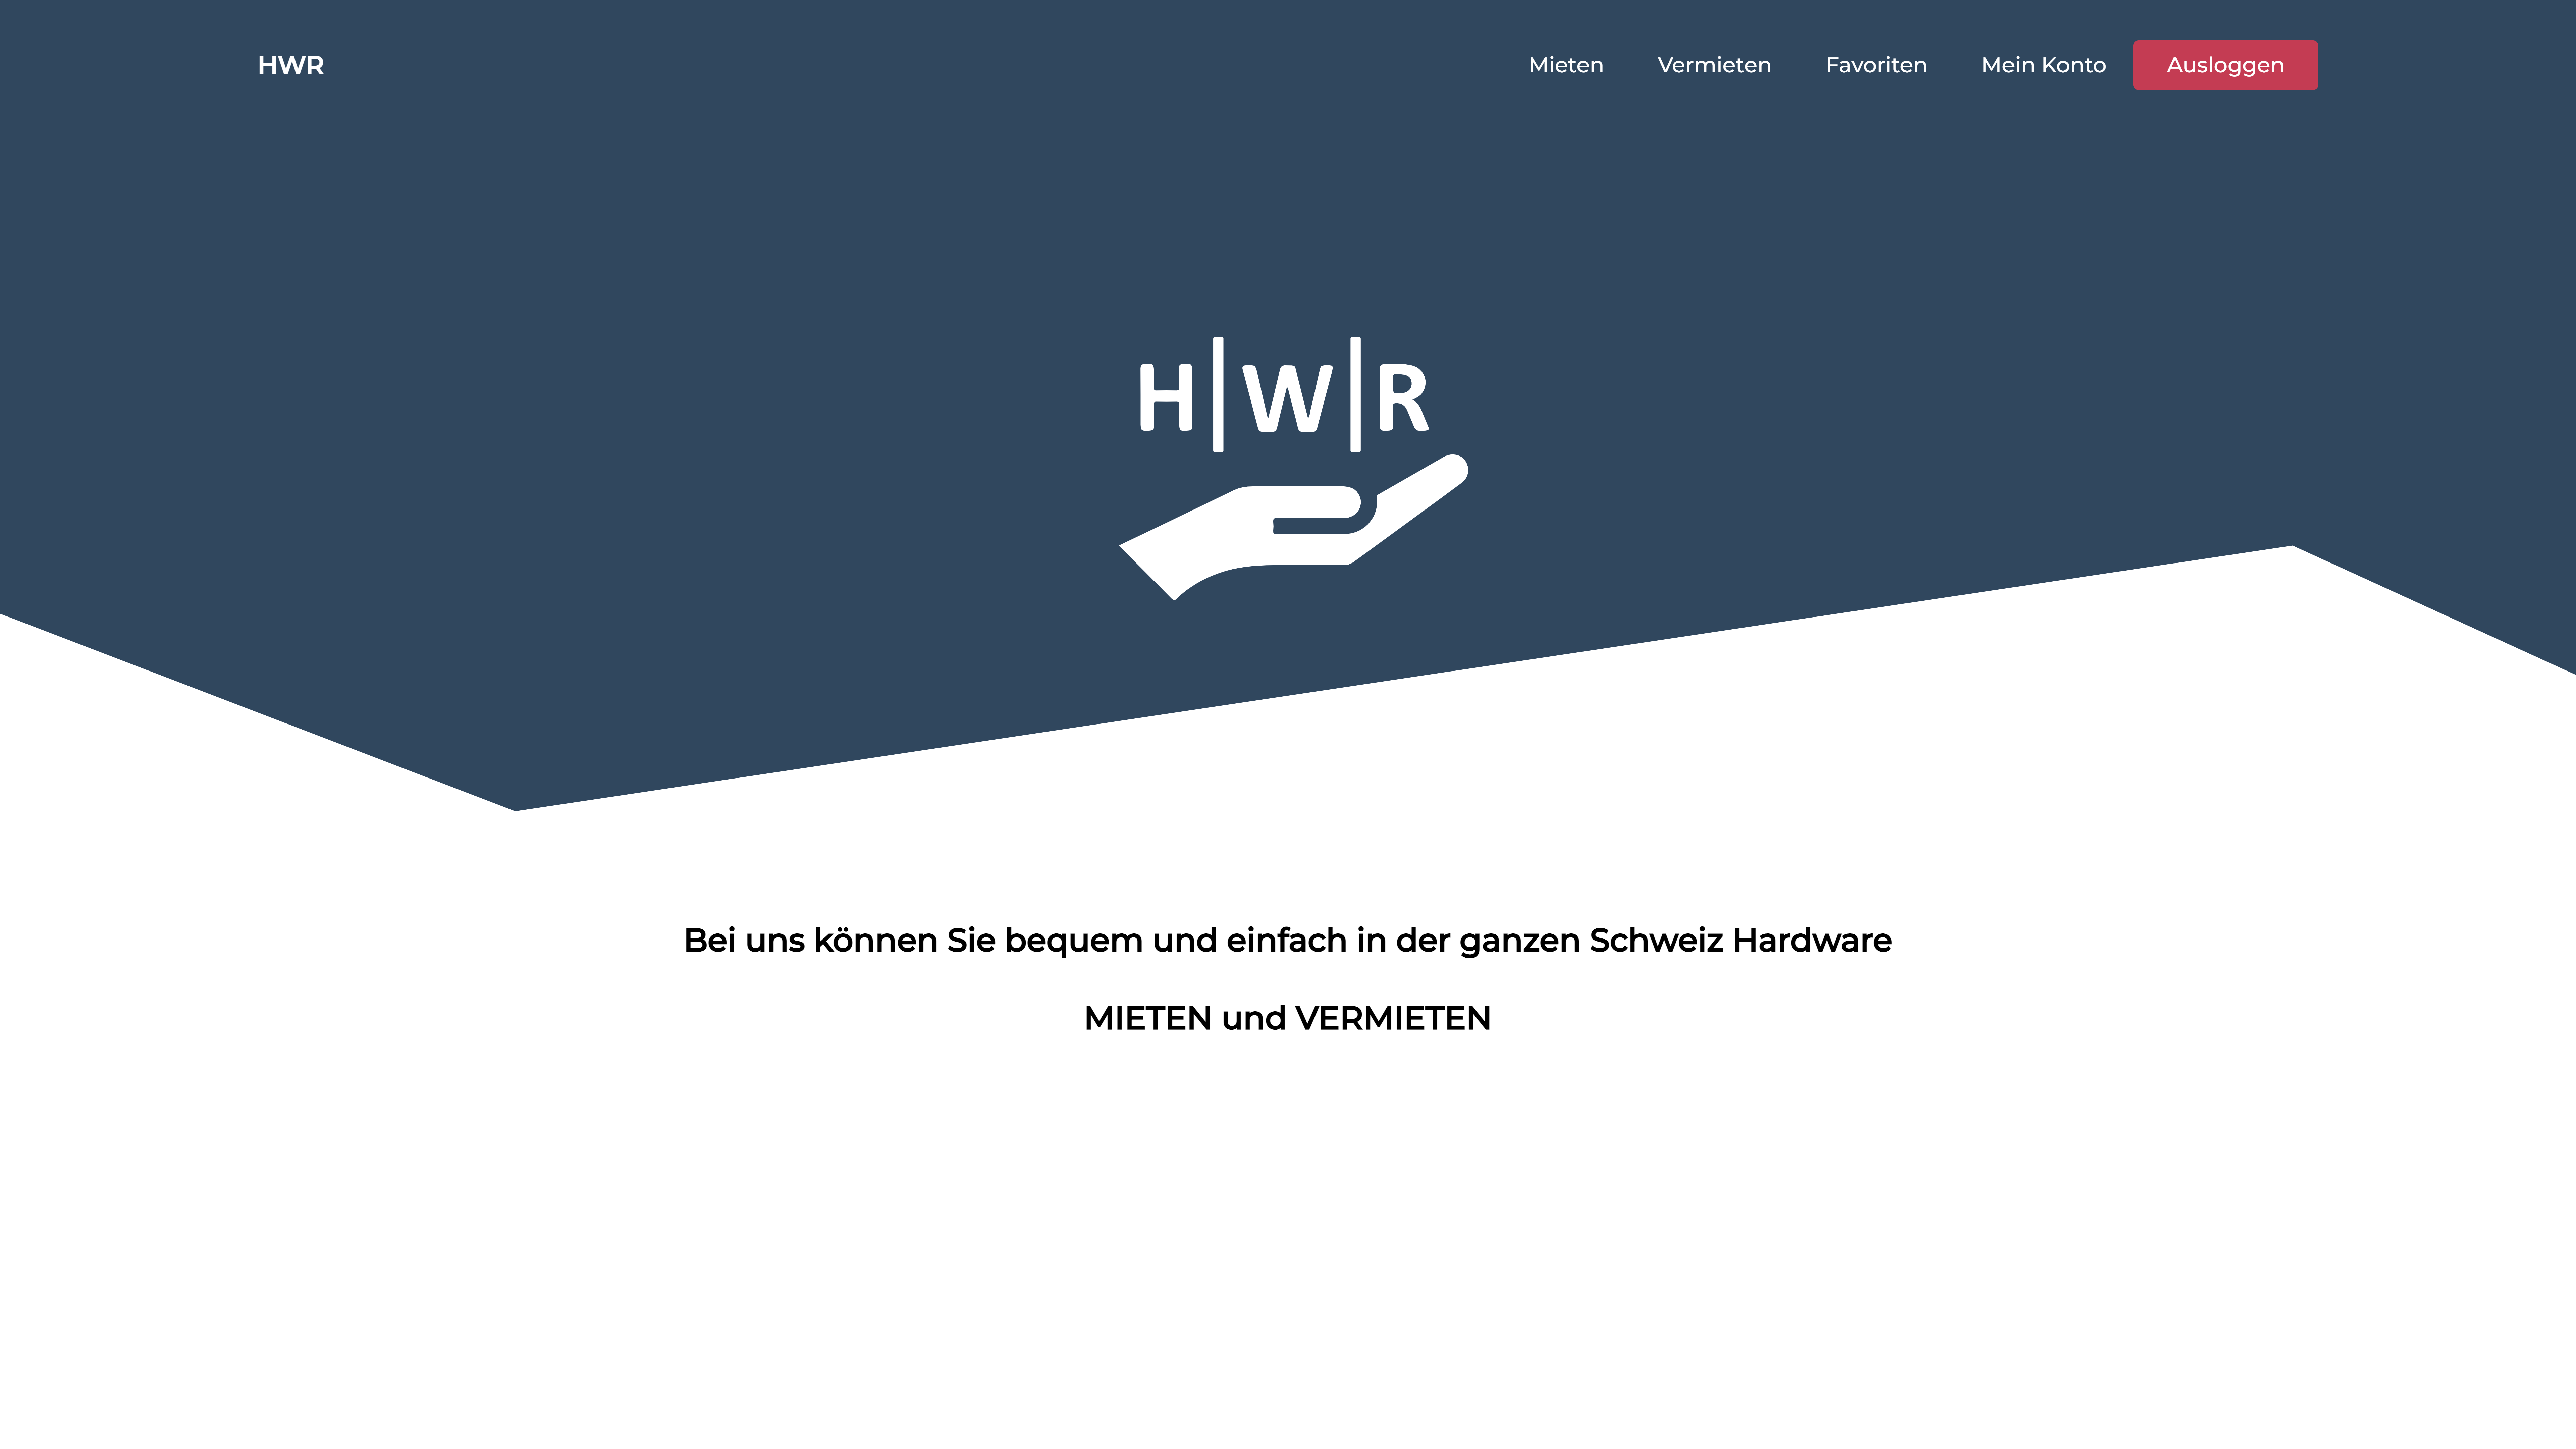 HWR
Mieten Vermieten Favoriten Mein Konto Ausloggen
H|W|R
Bei uns können Sie bequem und einfach in der ganzen Schweiz Hardware
MIETEN und VERMIETEN